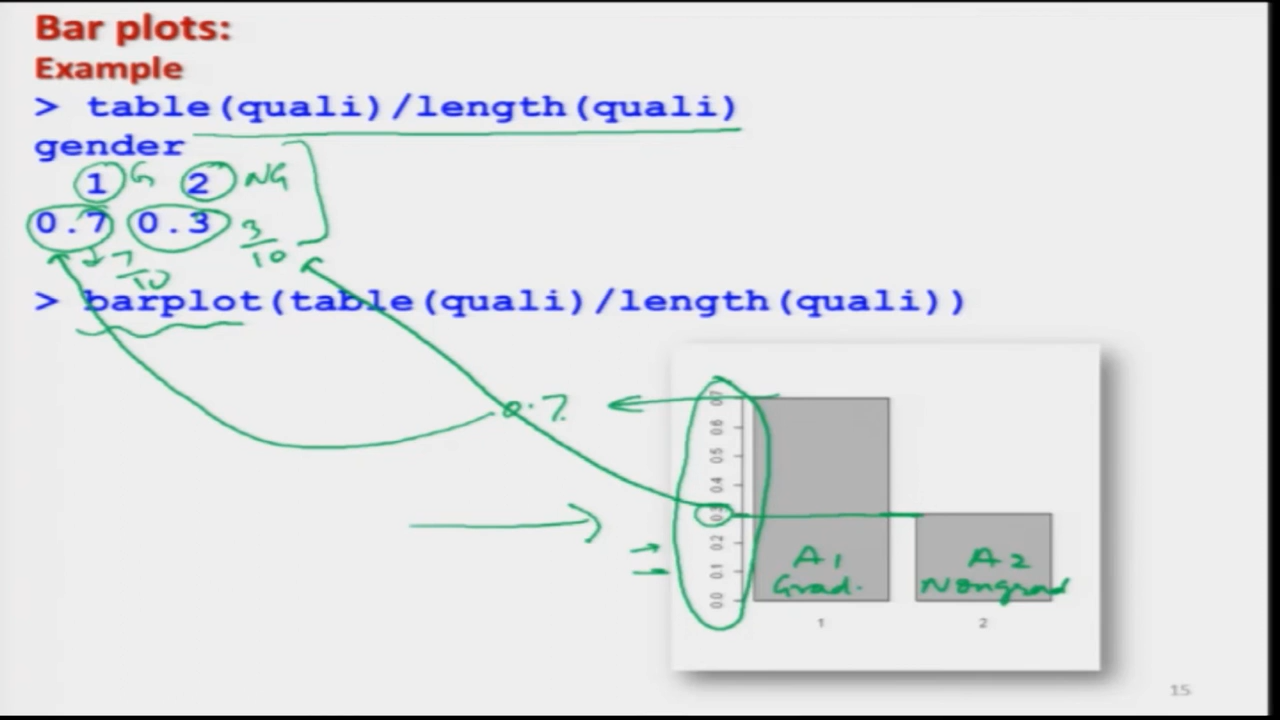 Bar plots:
Example
> table(quali)/length(quali)
gender
1 G 2 NG
0.7 0.3 3/10
7/10
> barplot(table(quali)/length(quali))
0.7
0.7
0.6
0.5
0.4
0.3
0.2
0.1
0.0
A1 A2
Grad. Nongrad
1 2
15